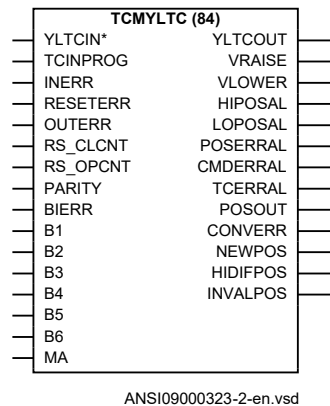 TCMYLTC (84)
YLTCIN* YLTCOUT
TCINPROG VRAISE
INERR VLOWER
RESETERR HIPOSAL
OUTERR LOPOSAL
RS_CLCNT POSERRAL
RS_OPCNT CMDERRAL
PARITY TCERRAL
BIERR POSOUT
B1 CONVERR
B2 NEWPOS
B3 HIDIFPOS
B4 INVALPOS
B5
B6
MA
ANSI09000323-2-en.vsd